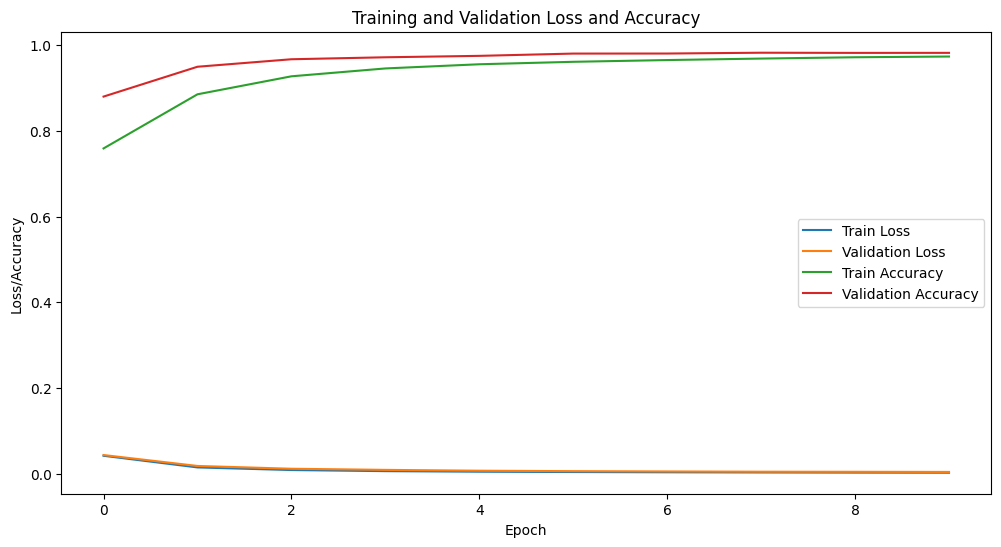 Training and Validation Loss and Accuracy
1.0
0.8
0.6
0.4
0.2
0.0
Loss/Accuracy
Train Loss
Validation Loss
Train Accuracy
Validation Accuracy
0 2 4 6 8
Epoch